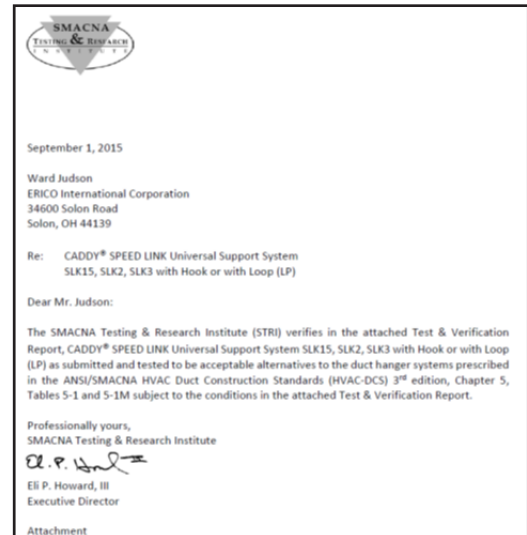 SMACNA
TESTING & RESEARCH
INSTITUTE
September 1, 2015
Ward Judson
ERICO International Corporation
34600 Solon Road
Solon, OH 44139
Re: CADDY® SPEED LINK Universal Support System
SLK15, SLK2, SLK3 with Hook or with Loop (LP)
Dear Mr. Judson:
The SMACNA Testing & Research Institute (STRI) verifies in the attached Test & Verification
Report, CADDY® SPEED LINK Universal Support System SLK15, SLK2, SLK3 with Hook or with Loop
(LP) as submitted and tested to be acceptable alternatives to the duct hanger systems prescribed
in the ANSI/SMACNA HVAC Duct Construction Standards (HVAC-DCS) 3rd edition, Chapter 5,
Tables 5-1 and 5-1M subject to the conditions in the attached Test & Verification Report.
Professionally yours,
SMACNA Testing & Research Institute
Eli P. Howard, III
Executive Director
Attachment